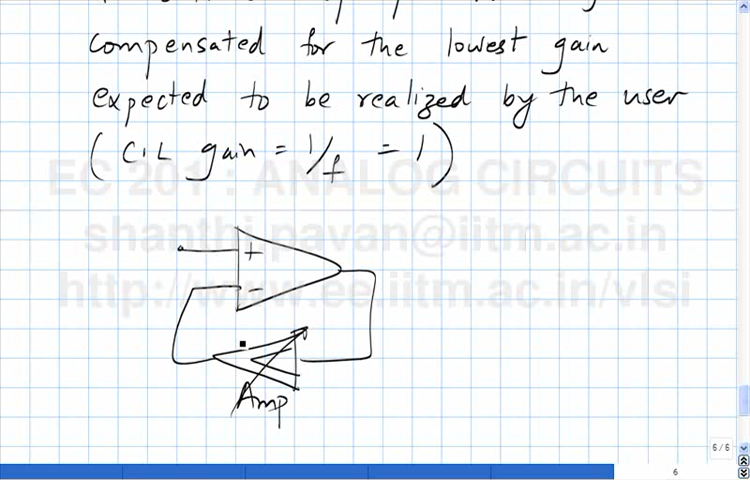 compensated for the lowest gain
expected to be realized by the user
( C.L gain = 1/f = 1 )
EC 201 : ANALOG CIRCUITS
shanthi.pavan@iitm.ac.in
http://www.ee.iitm.ac.in/vlsi
+
-
Amp
6 / 6
6